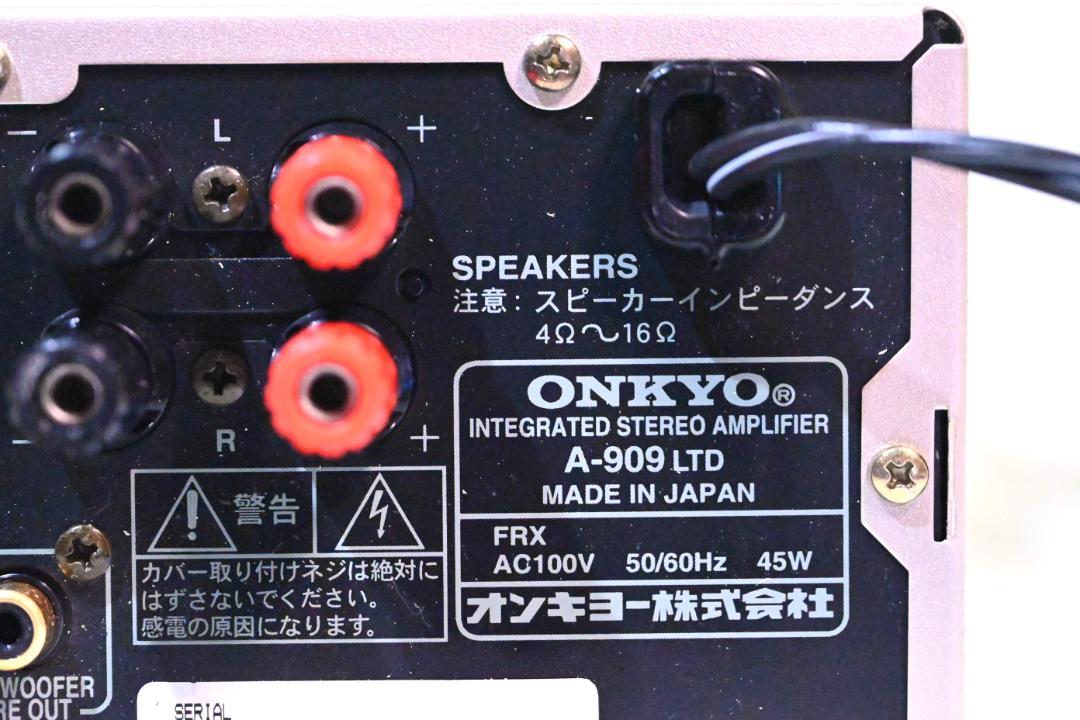 − L +
SPEAKERS
注意：スピーカーインピーダンス
4Ω〜16Ω
− R +
ONKYO®
INTEGRATED STEREO AMPLIFIER
A-909 LTD
MADE IN JAPAN
FRX
AC100V 50/60Hz 45W
オンキヨー株式会社
警告
カバー取り付けネジは絶対に
はずさないでください。
感電の原因になります。
WOOFER
RE OUT
SERIAL